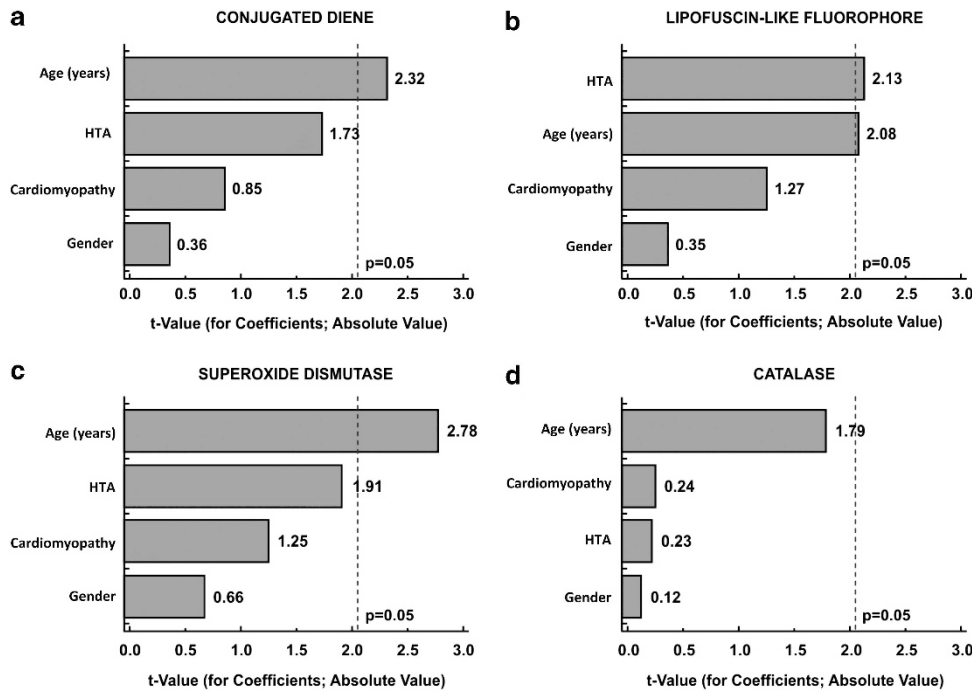 a
CONJUGATED DIENE
Age (years)
2.32
HTA
1.73
Cardiomyopathy
0.85
Gender
0.36
p=0.05
0.0 0.5 1.0 1.5 2.0 2.5 3.0
t-Value (for Coefficients; Absolute Value)
b
LIPOFUSCIN-LIKE FLUOROPHORE
HTA
2.13
Age (years)
2.08
Cardiomyopathy
1.27
Gender
0.35
p=0.05
0.0 0.5 1.0 1.5 2.0 2.5 3.0
t-Value (for Coefficients; Absolute Value)
c
SUPEROXIDE DISMUTASE
Age (years)
2.78
HTA
1.91
Cardiomyopathy
1.25
Gender
0.66
p=0.05
0.0 0.5 1.0 1.5 2.0 2.5 3.0
t-Value (for Coefficients; Absolute Value)
d
CATALASE
Age (years)
1.79
Cardiomyopathy
0.24
HTA
0.23
Gender
0.12
p=0.05
0.0 0.5 1.0 1.5 2.0 2.5 3.0
t-Value (for Coefficients; Absolute Value)